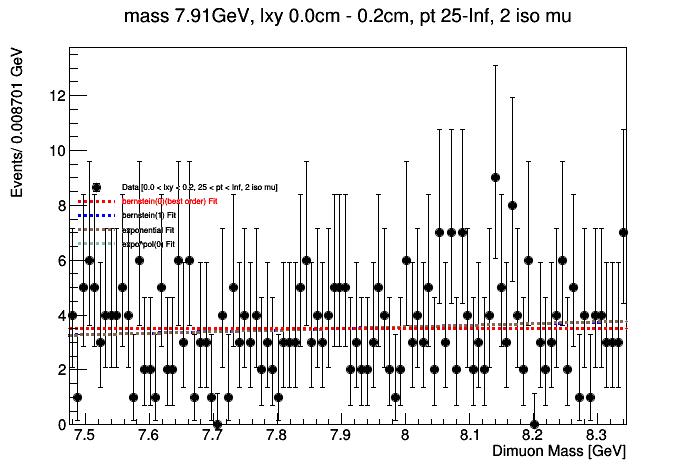 mass 7.91GeV, lxy 0.0cm - 0.2cm, pt 25-Inf, 2 iso mu
Events/ 0.008701 GeV
12
10
8
6
4
2
0
Data [0.0 < lxy < 0.2, 25 < pt < Inf, 2 iso mu]
bernstein(0)(best order) Fit
bernstein(1) Fit
exponential Fit
expo*pol(0) Fit
7.5 7.6 7.7 7.8 7.9 8 8.1 8.2 8.3
Dimuon Mass [GeV]